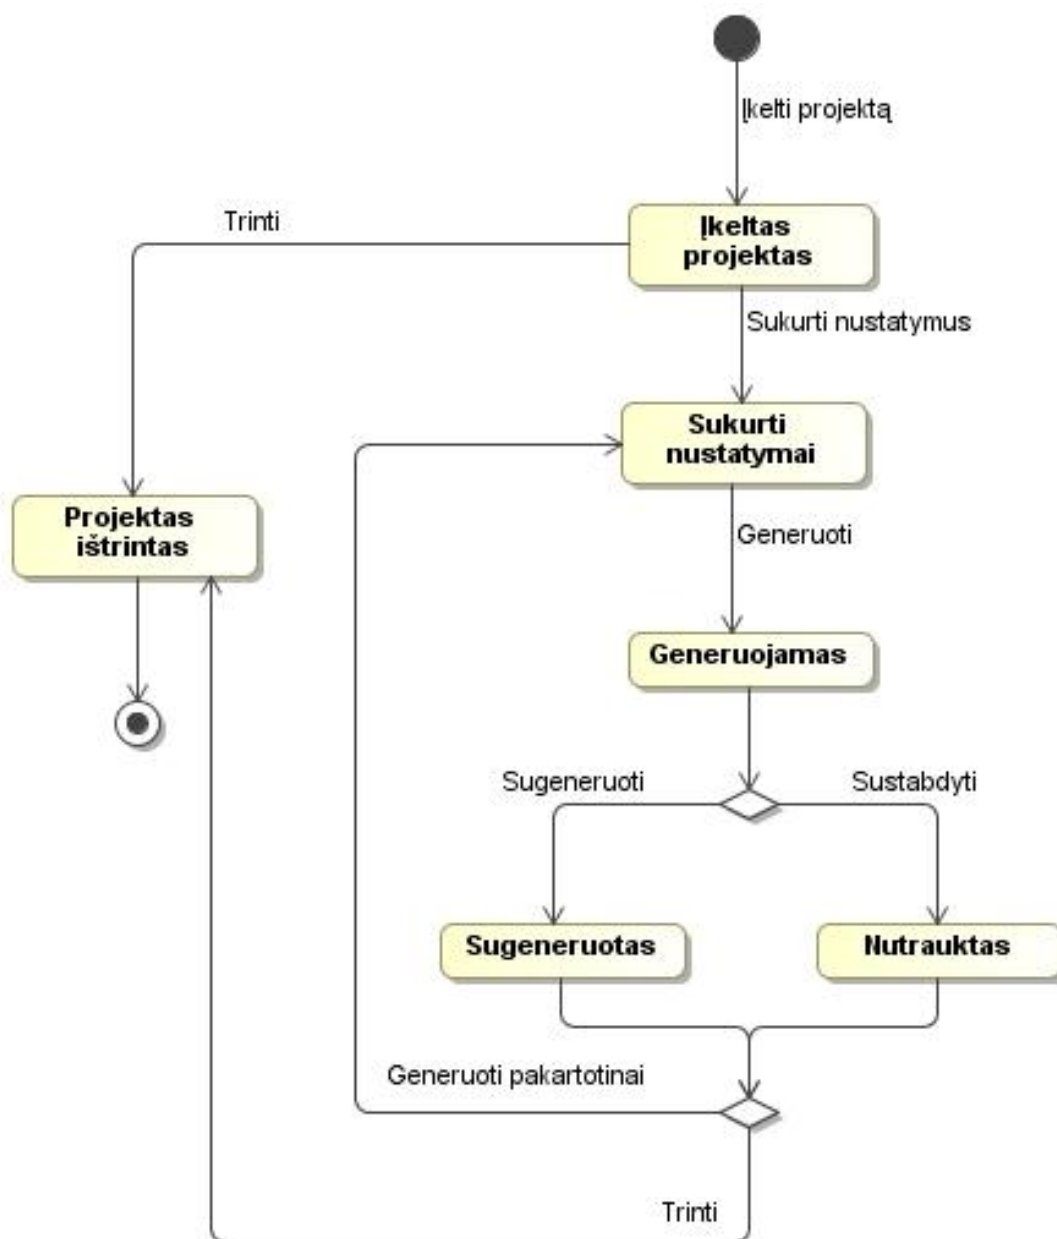 Įkelti projektą
Įkeltas
projektas
Trinti
Sukurti nustatymus
Sukurti
nustatymai
Projektas
ištrintas
Generuoti
Generuojamas
Sugeneruoti
Sustabdyti
Sugeneruotas
Nutrauktas
Generuoti pakartotinai
Trinti